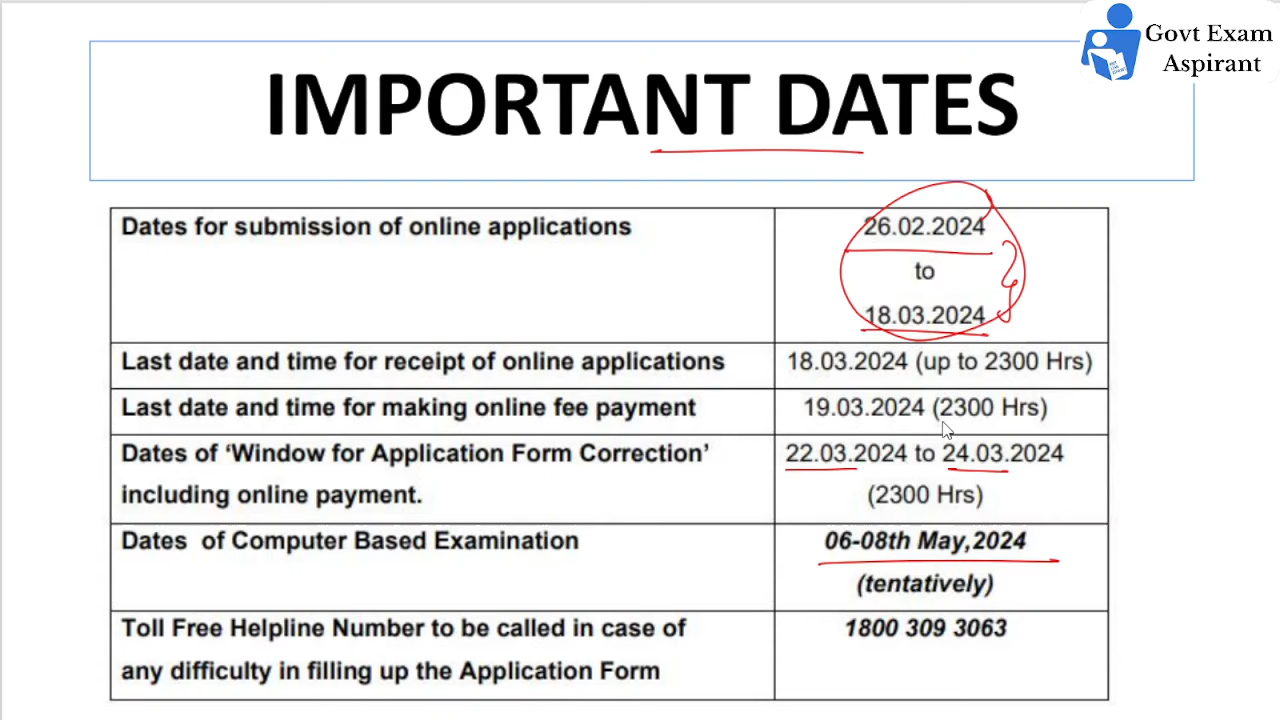 Govt Exam
Aspirant
IMPORTANT DATES
Dates for submission of online applications
26.02.2024
to
18.03.2024
Last date and time for receipt of online applications
18.03.2024 (up to 2300 Hrs)
Last date and time for making online fee payment
19.03.2024 (2300 Hrs)
Dates of ‘Window for Application Form Correction’
including online payment.
22.03.2024 to 24.03.2024
(2300 Hrs)
Dates of Computer Based Examination
06-08th May,2024
(tentatively)
Toll Free Helpline Number to be called in case of
any difficulty in filling up the Application Form
1800 309 3063